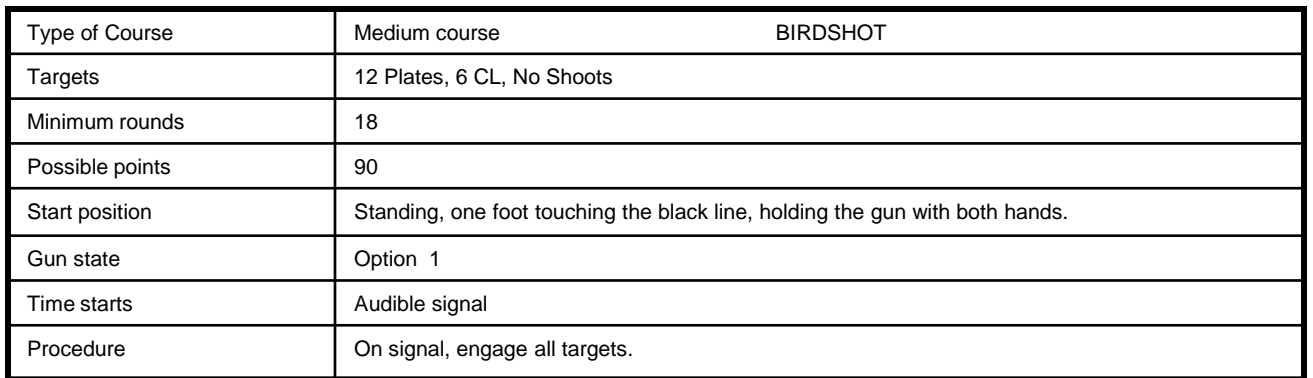 Type of Course Medium course BIRDSHOT
Targets 12 Plates, 6 CL, No Shoots
Minimum rounds 18
Possible points 90
Start position Standing, one foot touching the black line, holding the gun with both hands.
Gun state Option 1
Time starts Audible signal
Procedure On signal, engage all targets.